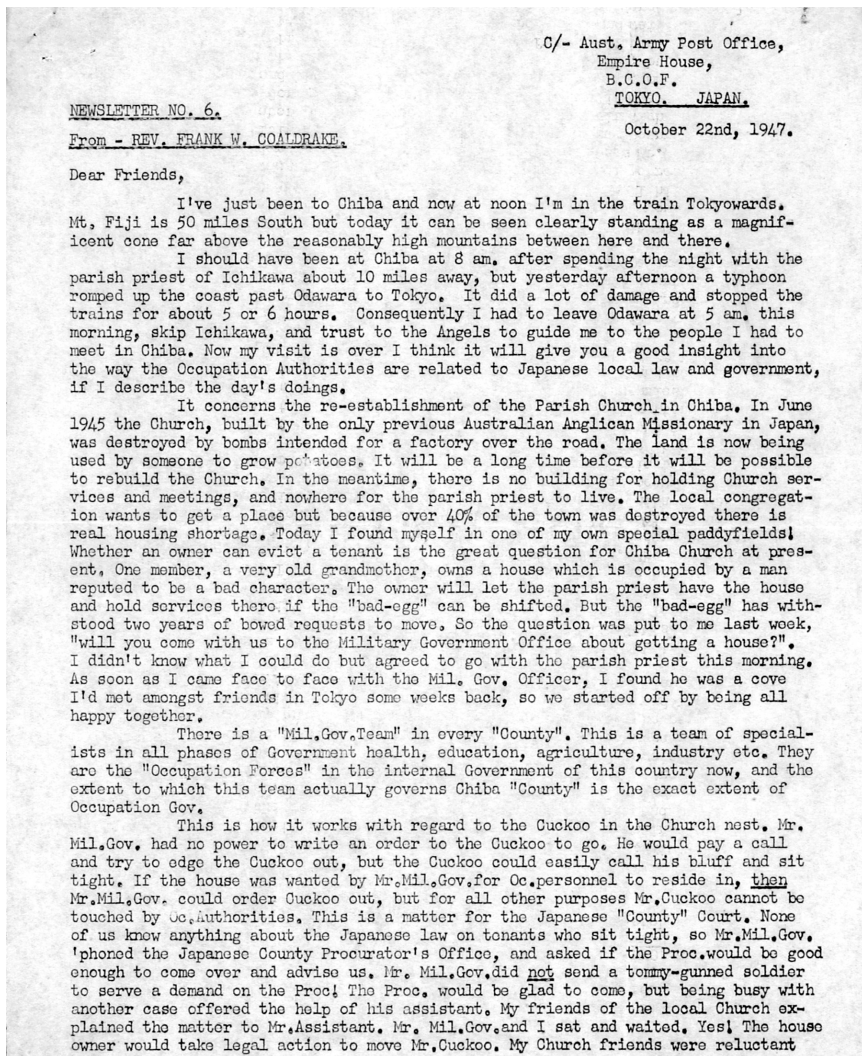 C/- Aust. Army Post Office,
Empire House,
B.C.O.F.
TOKYO. JAPAN.
NEWSLETTER NO. 6.
October 22nd, 1947.
From - REV. FRANK W. COALDRAKE.
Dear Friends,
I've just been to Chiba and now at noon I'm in the train Tokyowards.
Mt. Fiji is 50 miles South but today it can be seen clearly standing as a magnif-
icent cone far above the reasonably high mountains between here and there.
I should have been at Chiba at 8 am. after spending the night with the
parish priest of Ichikawa about 10 miles away, but yesterday afternoon a typhoon
romped up the coast past Odawara to Tokyo. It did a lot of damage and stopped the
trains for about 5 or 6 hours. Consequently I had to leave Odawara at 5 am. this
morning, skip Ichikawa, and trust to the Angels to guide me to the people I had to
meet in Chiba. Now my visit is over I think it will give you a good insight into
the way the Occupation Authorities are related to Japanese local law and government,
if I describe the day's doings.
It concerns the re-establishment of the Parish Church in Chiba. In June
1945 the Church, built by the only previous Australian Anglican Missionary in Japan,
was destroyed by bombs intended for a factory over the road. The land is now being
used by someone to grow potatoes. It will be a long time before it will be possible
to rebuild the Church. In the meantime, there is no building for holding Church ser-
vices and meetings, and nowhere for the parish priest to live. The local congregat-
ion wants to get a place but because over 40% of the town was destroyed there is
real housing shortage. Today I found myself in one of my own special paddyfields!
Whether an owner can evict a tenant is the great question for Chiba Church at pres-
ent. One member, a very old grandmother, owns a house which is occupied by a man
reputed to be a bad character. The owner will let the parish priest have the house
and hold services there if the "bad-egg" can be shifted. But the "bad-egg" has with-
stood two years of bowed requests to move. So the question was put to me last week,
"will you come with us to the Military Government Office about getting a house?".
I didn't know what I could do but agreed to go with the parish priest this morning.
As soon as I came face to face with the Mil. Gov. Officer, I found he was a cove
I'd met amongst friends in Tokyo some weeks back, so we started off by being all
happy together.
There is a "Mil.Gov.Team" in every "County". This is a team of special-
ists in all phases of Government health, education, agriculture, industry etc. They
are the "Occupation Forces" in the internal Government of this country now, and the
extent to which this team actually governs Chiba "County" is the exact extent of
Occupation Gov.
This is how it works with regard to the Cuckoo in the Church nest. Mr.
Mil.Gov. had no power to write an order to the Cuckoo to go. He would pay a call
and try to edge the Cuckoo out, but the Cuckoo could easily call his bluff and sit
tight. If the house was wanted by Mr.Mil.Gov.for Oc.personnel to reside in, then
Mr.Mil.Gov. could order Cuckoo out, but for all other purposes Mr.Cuckoo cannot be
touched by Oc.Authorities. This is a matter for the Japanese "County" Court. None
of us know anything about the Japanese law on tenants who sit tight, so Mr.Mil.Gov.
'phoned the Japanese County Procurator's Office, and asked if the Proc.would be good
enough to come over and advise us. Mr. Mil.Gov.did not send a tommy-gunned soldier
to serve a demand on the Proc! The Proc. would be glad to come, but being busy with
another case offered the help of his assistant. My friends of the local Church ex-
plained the matter to Mr.Assistant. Mr. Mil.Gov.and I sat and waited. Yes! The house
owner would take legal action to move Mr.Cuckoo. My Church friends were reluctant